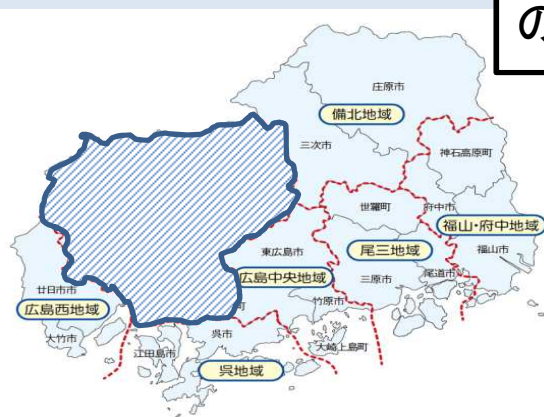 の
庄原市
備北地域
三次市
神石高原町
世羅町
府中市
福山・府中地域
東広島市
尾三地域
福山市
広島中央地域
三原市
尾道市
廿日市市
広島西地域
竹原市
町
呉市
大崎上島町
大竹市
江田島市
呉地域